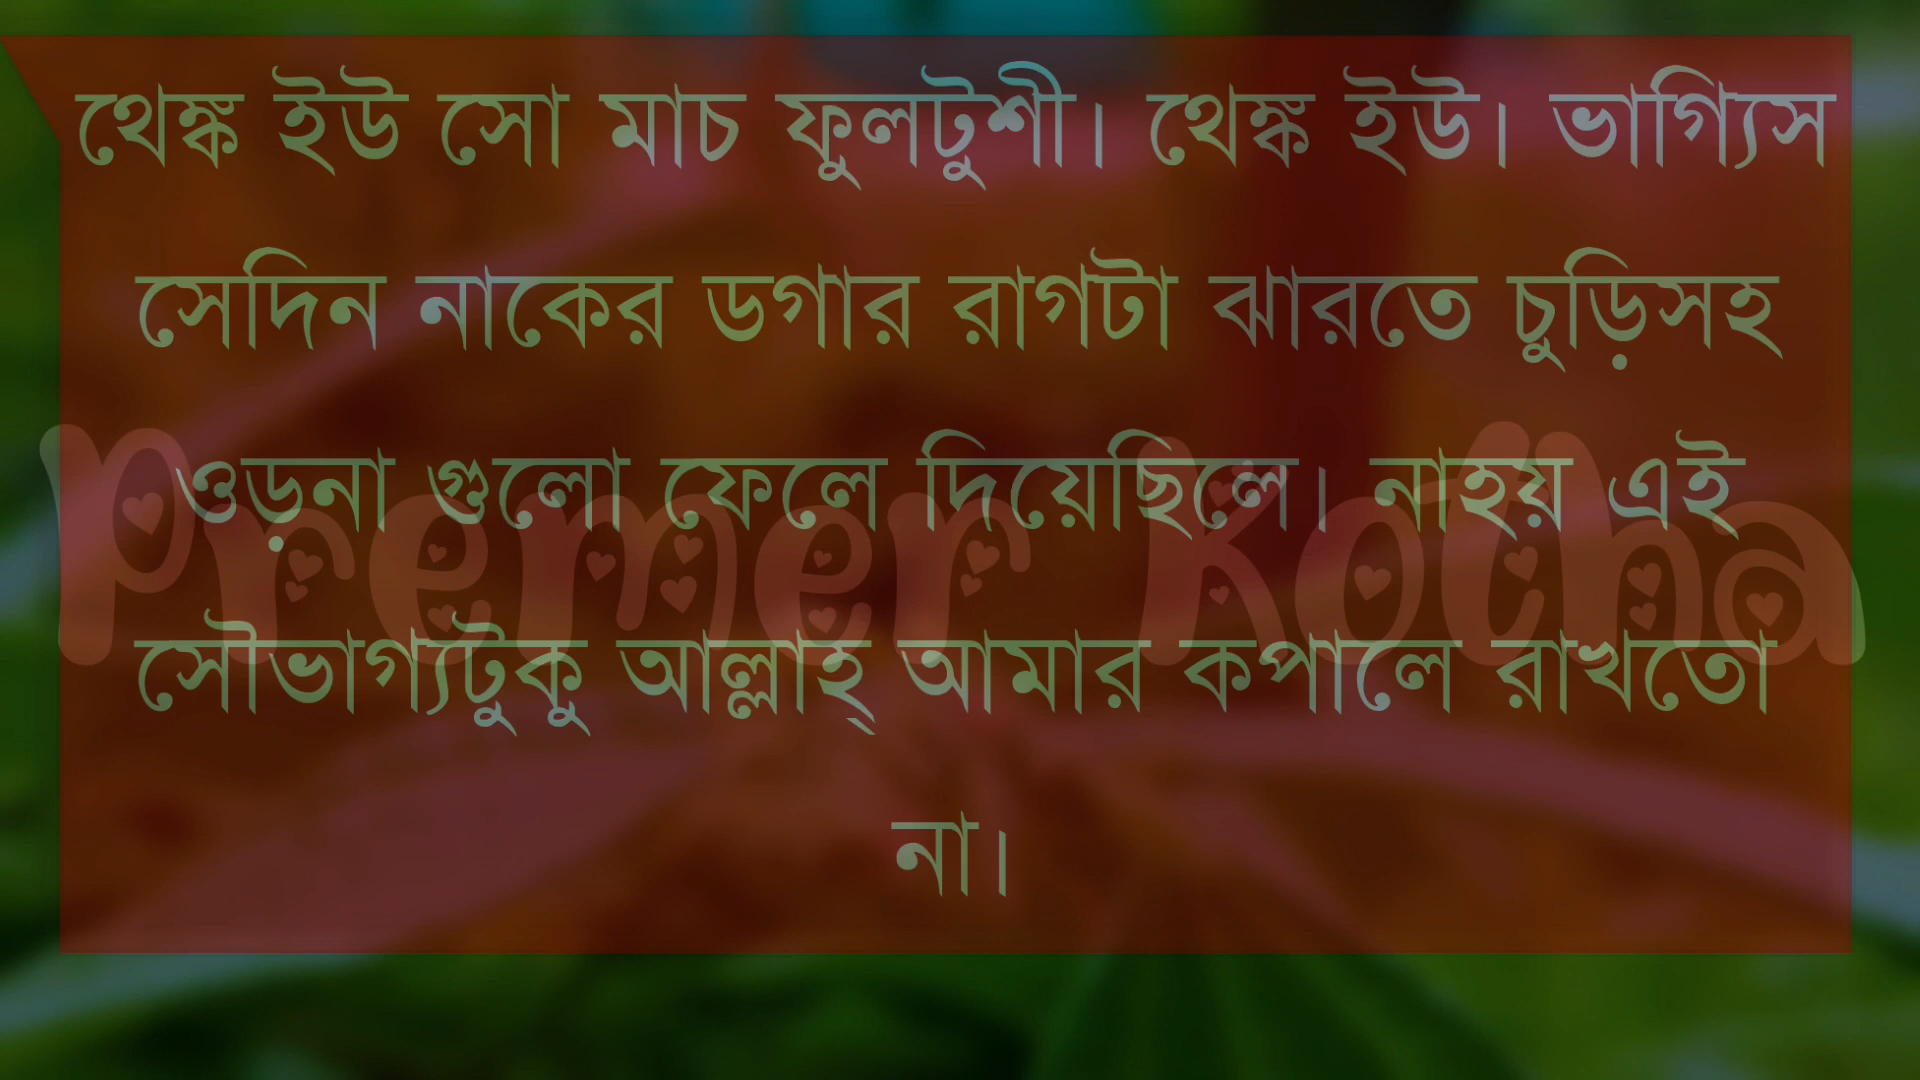 থেঙ্ক ইউ সো মাচ ফুলটুশী। থেঙ্ক ইউ। ভাগ্যিস
সেদিন নাকের ডগার রাগটা ঝারতে চুড়িসহ
ওড়না গুলো ফেলে দিয়েছিলে। নাহয় এই
Premer Kotha
সৌভাগ্যটুকু আল্লাহ্ আমার কপালে রাখতো
না।